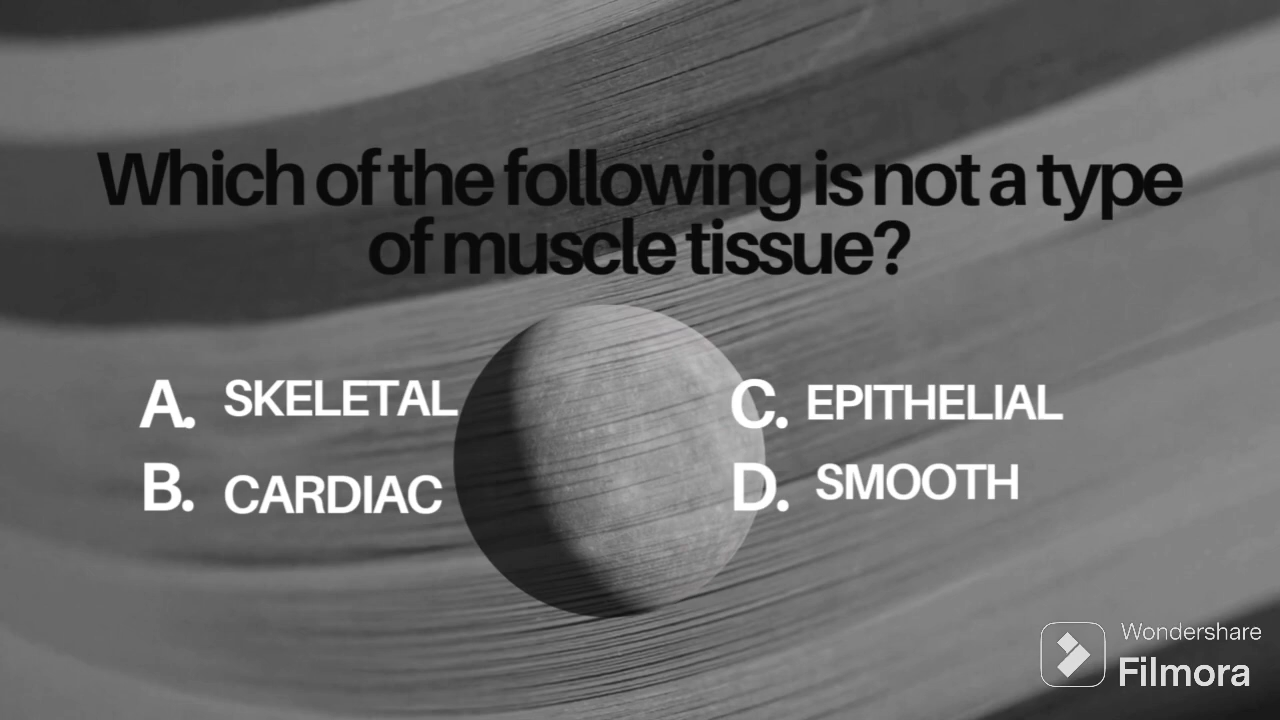 Which of the following is not a type
of muscle tissue?
A. SKELETAL
B. CARDIAC
C. EPITHELIAL
D. SMOOTH
Wondershare
Filmora